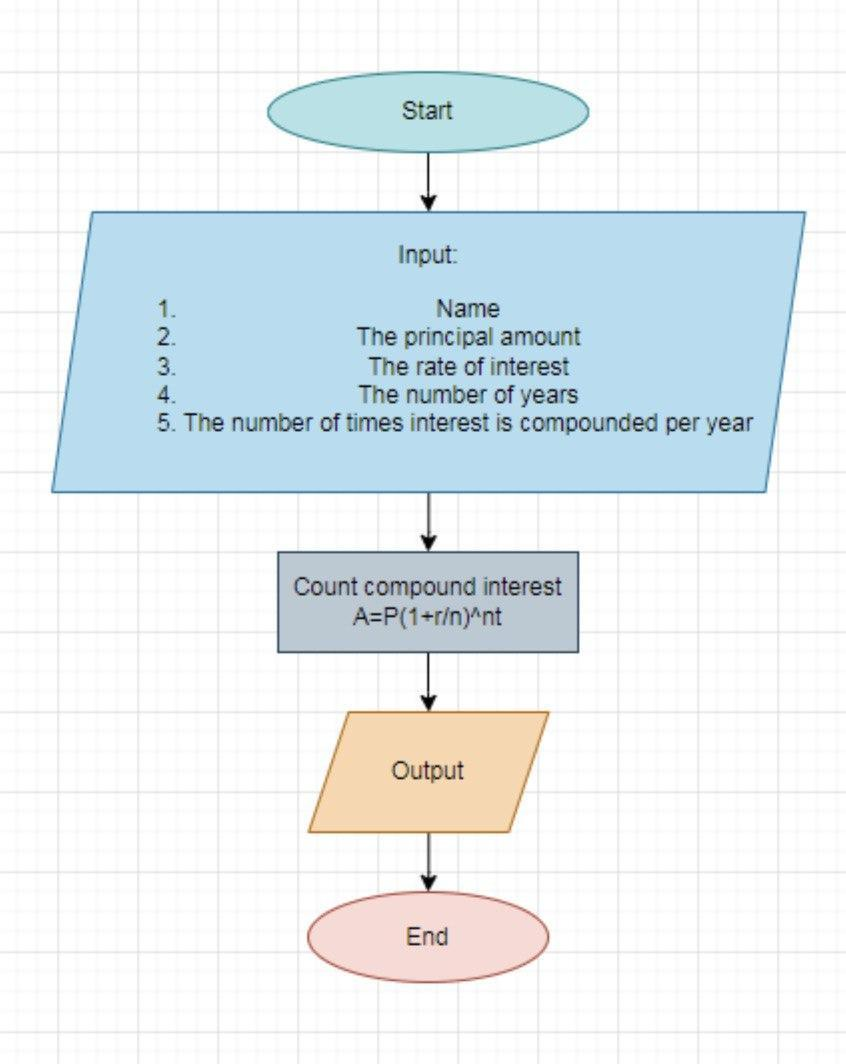 Start
Input:
1. Name
2. The principal amount
3. The rate of interest
4. The number of years
5. The number of times interest is compounded per year
Count compound interest
A=P(1+r/n)^nt
Output
End